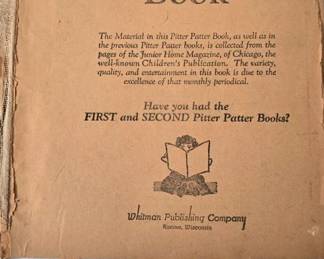 Book
The Material in this Pitter Patter Book, as well as in
the previous Pitter Patter books, is collected from the
pages of the Junior Home Magazine, of Chicago, the
well-known Children's Publication. The variety,
quality, and entertainment in this book is due to the
excellence of that monthly periodical.
Have you had the
FIRST and SECOND Pitter Patter Books?
Whitman Publishing Company
Racine, Wisconsin